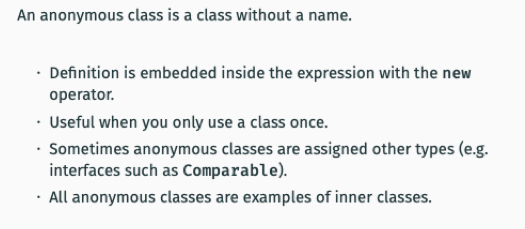 An anonymous class is a class without a name.
· Definition is embedded inside the expression with the new
operator.
· Useful when you only use a class once.
· Sometimes anonymous classes are assigned other types (e.g.
interfaces such as Comparable).
· All anonymous classes are examples of inner classes.